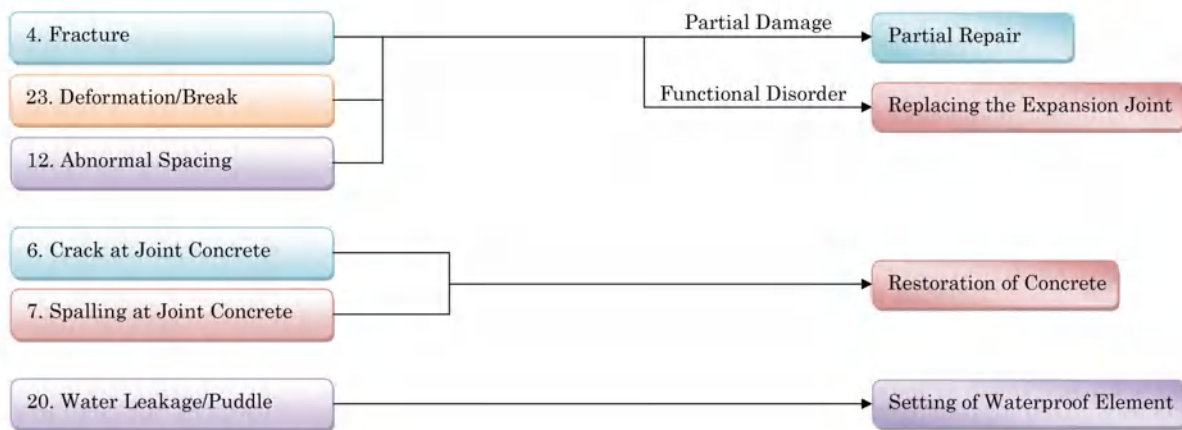 4. Fracture
Partial Damage
Partial Repair
23. Deformation/Break
Functional Disorder
Replacing the Expansion Joint
12. Abnormal Spacing
6. Crack at Joint Concrete
Restoration of Concrete
7. Spalling at Joint Concrete
20. Water Leakage/Puddle
Setting of Waterproof Element